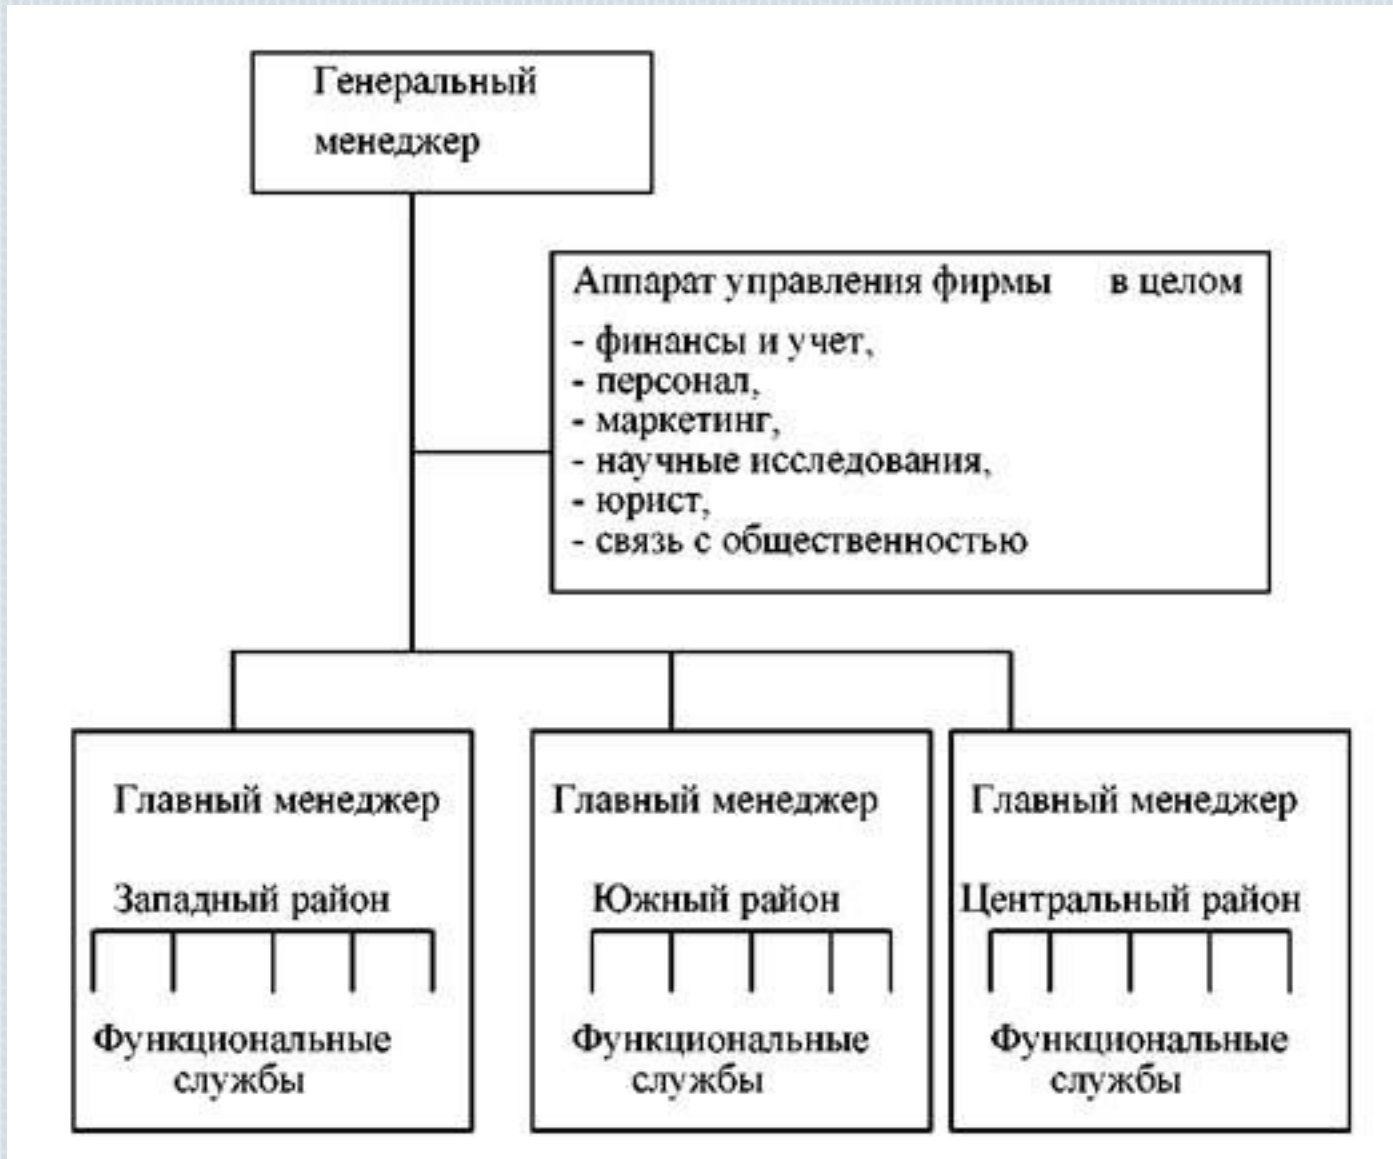 Генеральный
менеджер
Аппарат управления фирмы в целом
- финансы и учет,
- персонал,
- маркетинг,
- научные исследования,
- юрист,
- связь с общественностью
Главный менеджер
Западный район
Функциональные
службы
Главный менеджер
Южный район
Функциональные
службы
Главный менеджер
Центральный район
Функциональные
службы